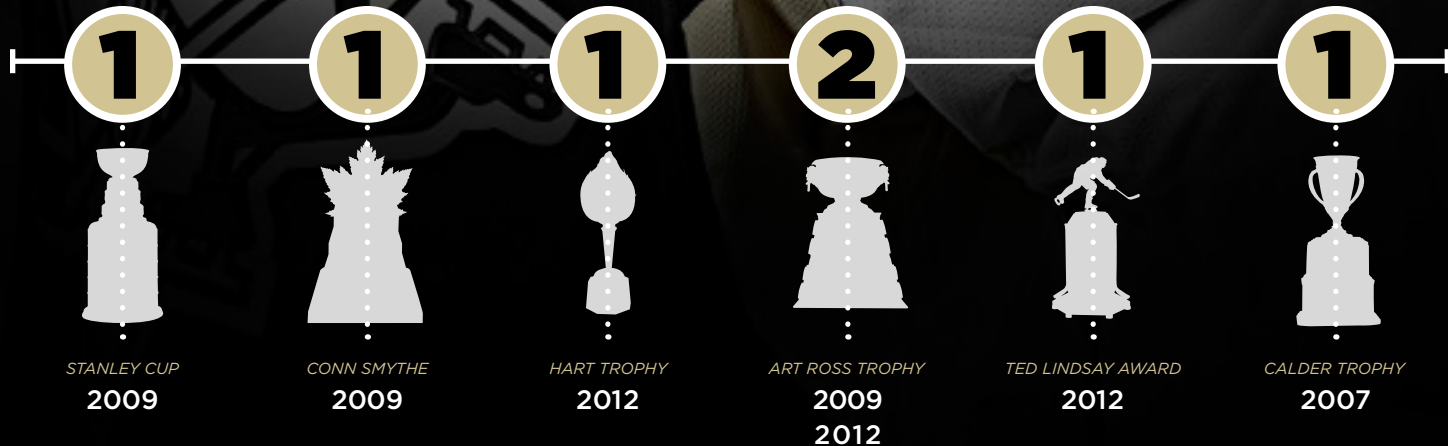 1 1 1 2 1 1
STANLEY CUP CONN SMYTHE HART TROPHY ART ROSS TROPHY TED LINDSAY AWARD CALDER TROPHY
2009 2009 2012 2009 2012 2007
2012